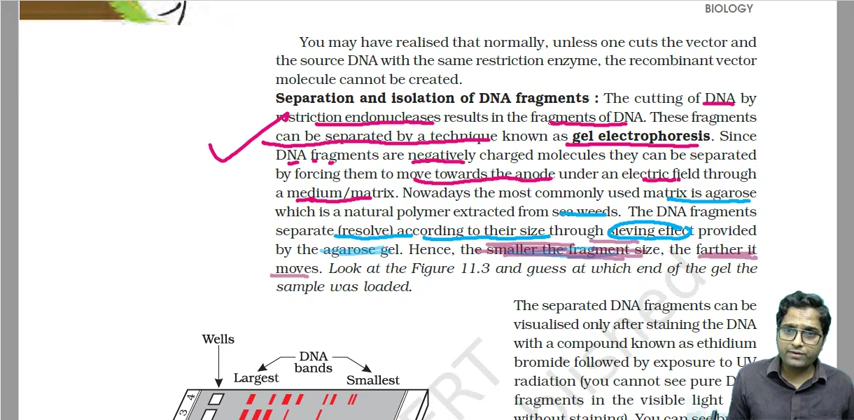 BIOLOGY
You may have realised that normally, unless one cuts the vector and
the source DNA with the same restriction enzyme, the recombinant vector
molecule cannot be created.
Separation and isolation of DNA fragments : The cutting of DNA by
restriction endonucleases results in the fragments of DNA. These fragments
can be separated by a technique known as gel electrophoresis. Since
DNA fragments are negatively charged molecules they can be separated
by forcing them to move towards the anode under an electric field through
a medium/matrix. Nowadays the most commonly used matrix is agarose
which is a natural polymer extracted from sea weeds. The DNA fragments
separate (resolve) according to their size through sieving effect provided
by the agarose gel. Hence, the smaller the fragment size, the farther it
moves. Look at the Figure 11.3 and guess at which end of the gel the
sample was loaded.
The separated DNA fragments can be
visualised only after staining the DNA
with a compound known as ethidium
bromide followed by exposure to UV
radiation (you cannot see pure
fragments in the visible light
without staining). You can see
Wells
DNA
bands
Largest
Smallest
4
3